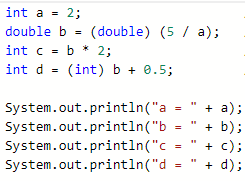 int a = 2;
double b = (double) (5 / a);
int c = b * 2;
int d = (int) b + 0.5;
System.out.println("a = " + a);
System.out.println("b = " + b);
System.out.println("c = " + c);
System.out.println("d = " + d);